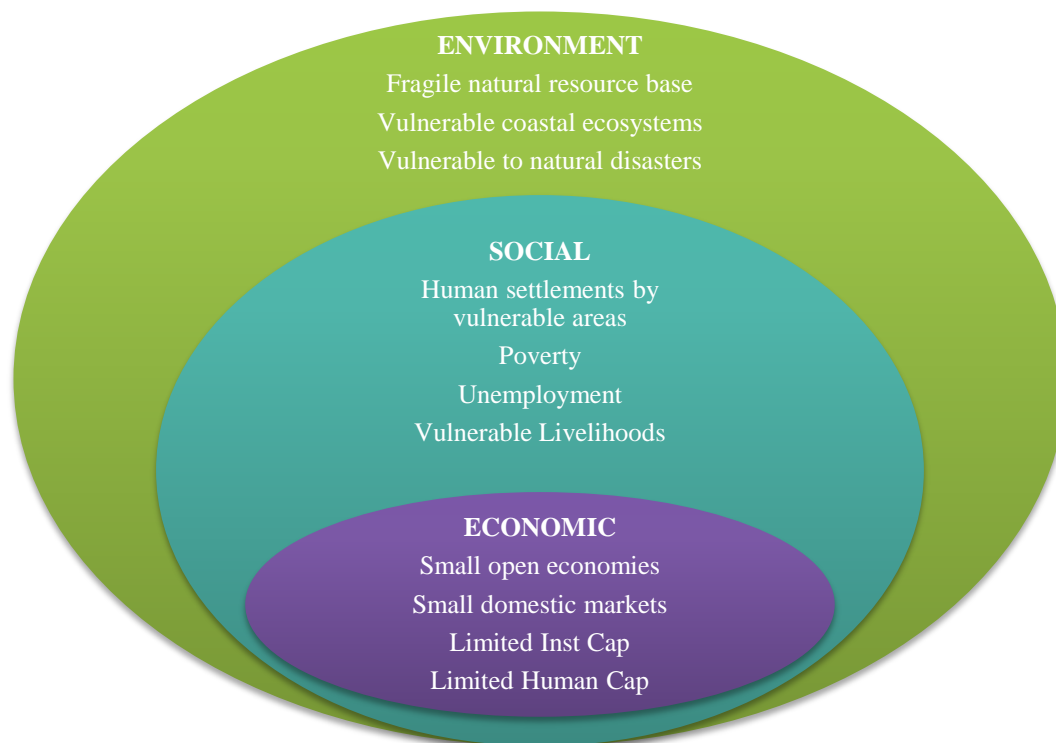 ENVIRONMENT
Fragile natural resource base
Vulnerable coastal ecosystems
Vulnerable to natural disasters
SOCIAL
Human settlements by
vulnerable areas
Poverty
Unemployment
Vulnerable Livelihoods
ECONOMIC
Small open economies
Small domestic markets
Limited Inst Cap
Limited Human Cap